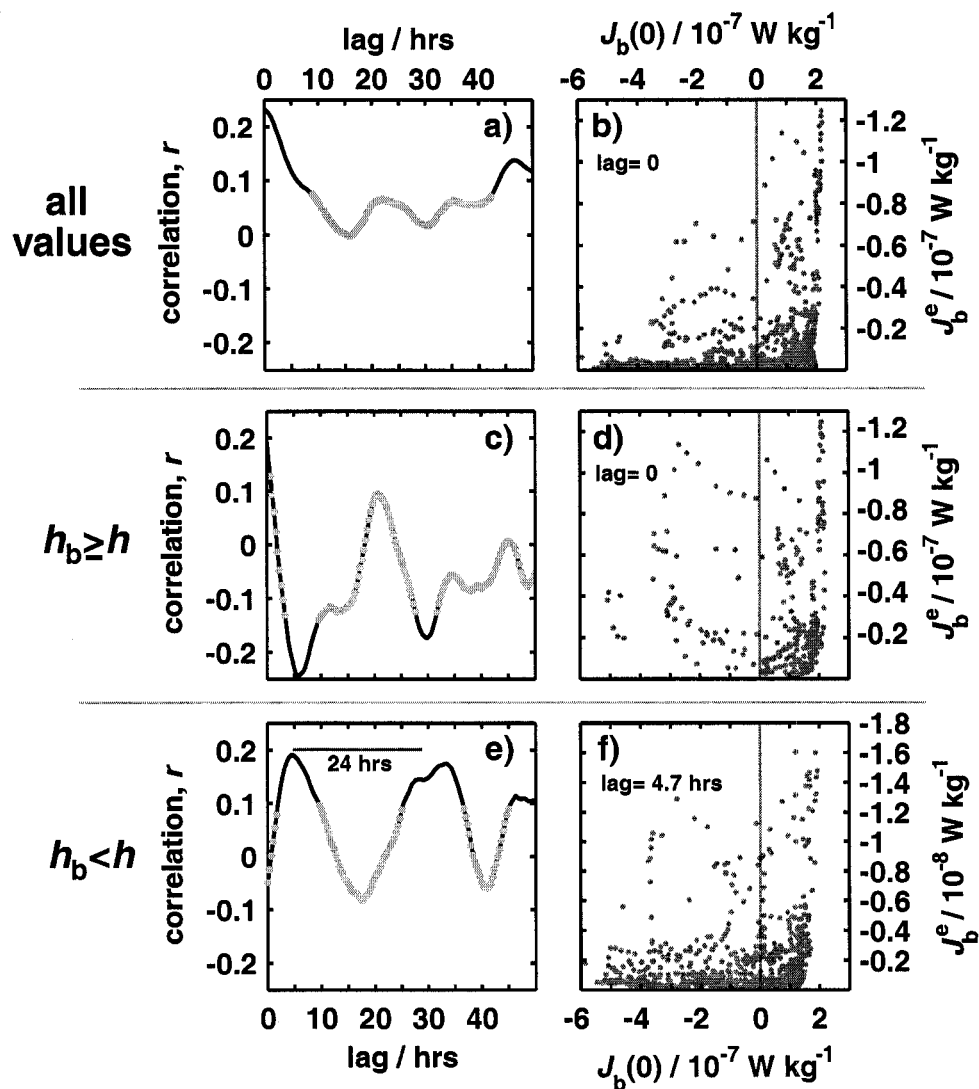 lag / hrs
0 10 20 30 40
J_b(0) / 10^-7 W kg^-1
-6 -4 -2 0 2
all
values
correlation, r
0.2
0.1
0
-0.1
-0.2
a)
b)
lag= 0
-1.2
-1
-0.8
-0.6
-0.4
-0.2
J_b^e / 10^-7 W kg^-1
h_b≥h
correlation, r
0.2
0.1
0
-0.1
-0.2
c)
d)
lag= 0
-1.2
-1
-0.8
-0.6
-0.4
-0.2
J_b^e / 10^-7 W kg^-1
h_b<h
correlation, r
0.2
0.1
0
-0.1
-0.2
e)
24 hrs
f)
lag= 4.7 hrs
-1.8
-1.6
-1.4
-1.2
-1
-0.8
-0.6
-0.4
-0.2
J_b^e / 10^-8 W kg^-1
0 10 20 30 40
lag / hrs
-6 -4 -2 0 2
J_b(0) / 10^-7 W kg^-1